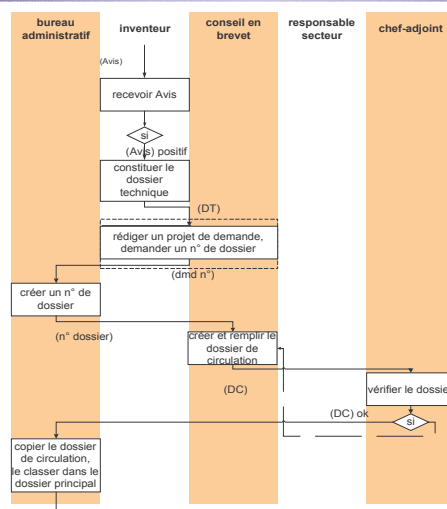 bureau
administratif
inventeur
conseil en
brevet
responsable
secteur
chef-adjoint
(Avis)
recevoir Avis
si
(Avis) positif
constituer le
dossier
technique
(DT)
rédiger un projet de demande,
demander un n° de dossier
(dmd n°)
créer un n° de
dossier
(n° dossier)
créer et remplir le
dossier de
circulation
(DC)
vérifier le dossie
(DC) ok
si
copier le dossier
de circulation,
le classer dans le
dossier principal